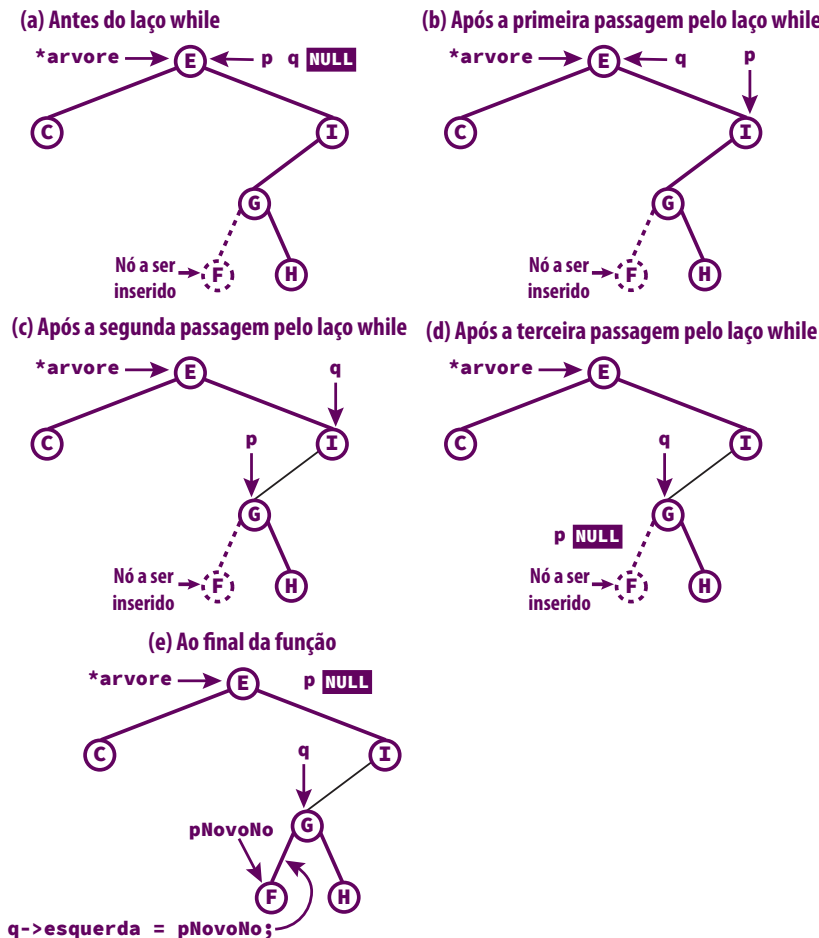 (a) Antes do laço while
*arvore E p q NULL
C I
G
Nó a ser
inserido
F H
(b) Após a primeira passagem pelo laço while
*arvore E q p
C I
G
Nó a ser
inserido
F H
(c) Após a segunda passagem pelo laço while
*arvore E q
C p I
G
Nó a ser
inserido
F H
(d) Após a terceira passagem pelo laço while
*arvore E
C q I
G
p NULL
Nó a ser
inserido
F H
(e) Ao final da função
*arvore E p NULL
C q I
pNovoNo G
F H
q->esquerda = pNovoNo;